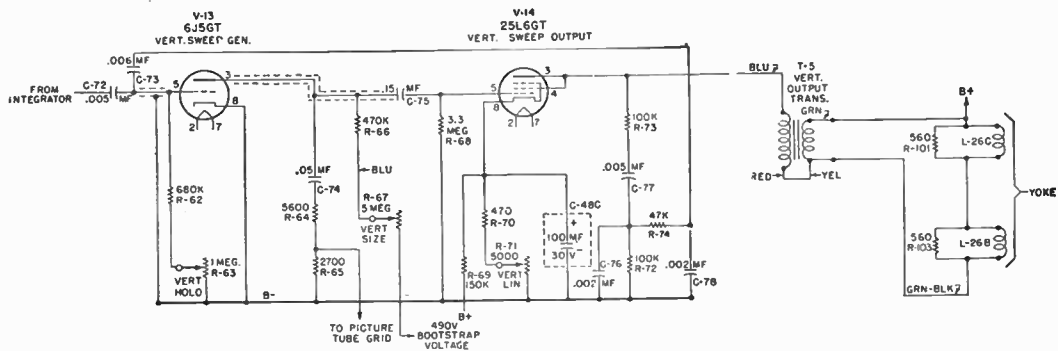 V-13
6J5GT
VERT. SWEEP GEN.
V-14
25L6GT
VERT. SWEEP OUTPUT
.006 MF
C-73
C-72
.005 MF
FROM
INTEGRATOR
5
3
8
2
7
.15 MF
C-75
5
8
3
4
2
7
BLU
T-5
VERT.
OUTPUT
TRANS.
GRN
B+
680K
R-62
1 MEG.
R-63
VERT
HOLD
.05 MF
C-74
5600
R-64
2700
R-65
470K
R-66
BLU
R-67
5 MEG
VERT
SIZE
3.3
MEG
R-68
470
R-70
R-71
5000
VERT
LIN
R-69
150K
C-48C
+
100 MF
30 V
-
100K
R-73
.005 MF
C-77
47K
R-74
C-76
.002
MF
100K
R-72
.002 MF
C-78
RED
YEL
560
R-101
L-26C
560
R-103
L-26B
YOKE
GRN-BLK
B-
TO PICTURE
TUBE GRID
490V
BOOTSTRAP
VOLTAGE
B+